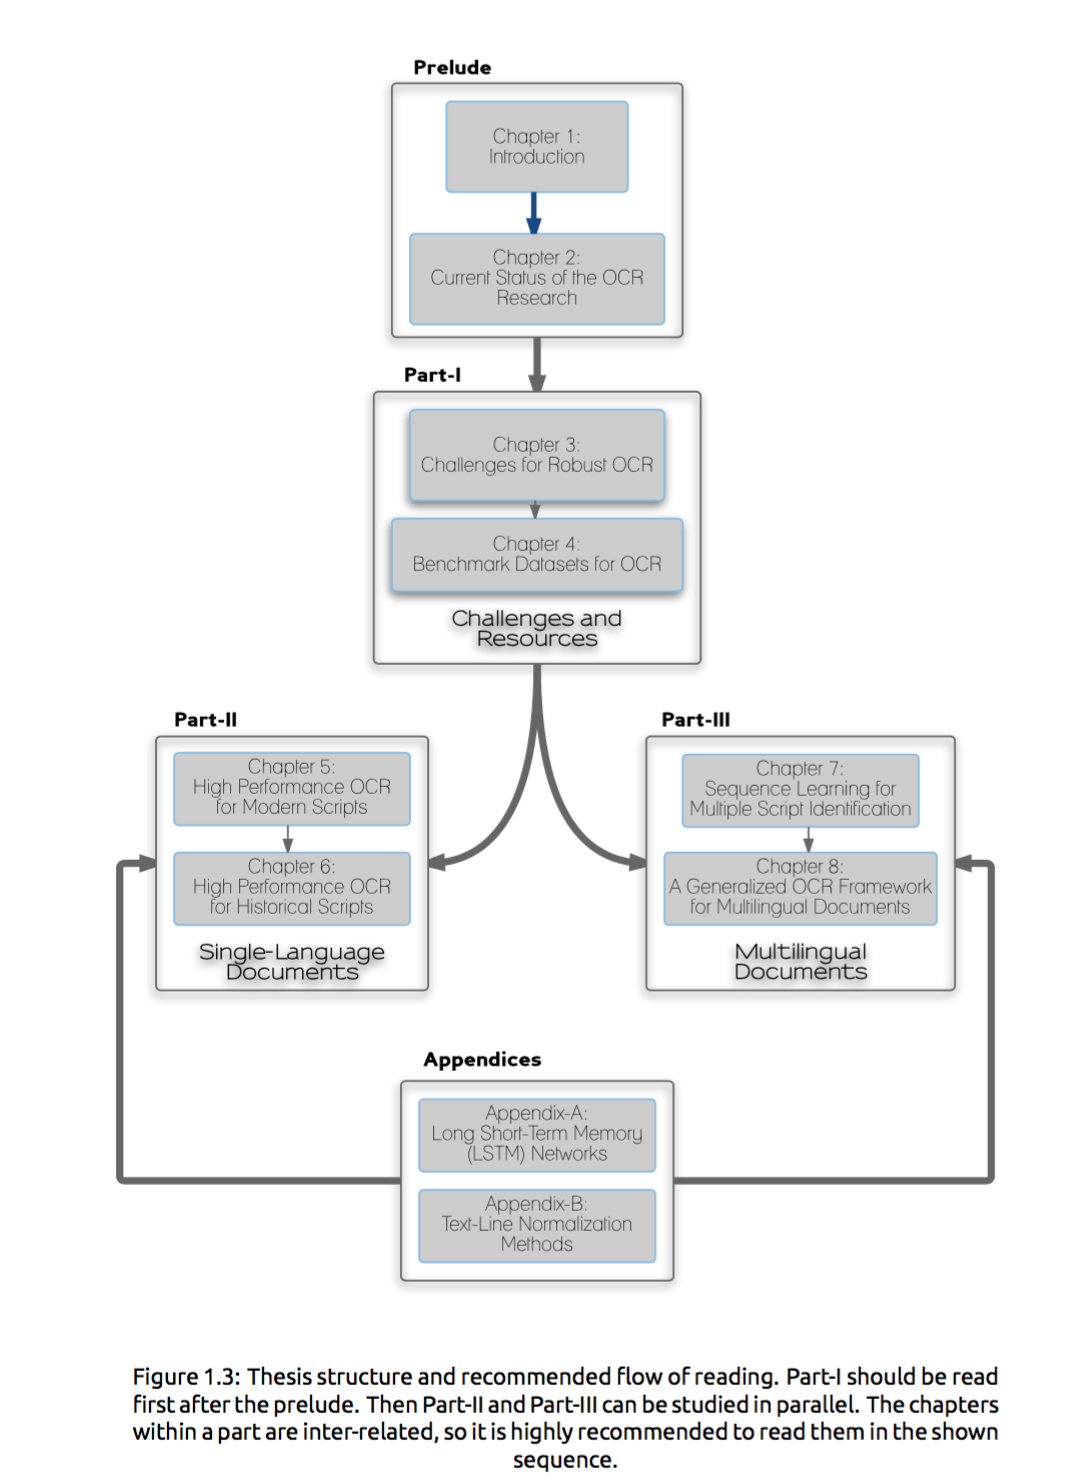 Prelude
Chapter 1:
Introduction
Chapter 2:
Current Status of the OCR
Research
Part-I
Chapter 3:
Challenges for Robust OCR
Chapter 4:
Benchmark Datasets for OCR
Challenges and
Resources
Part-II
Chapter 5:
High Performance OCR
for Modern Scripts
Chapter 6:
High Performance OCR
for Historical Scripts
Single-Language
Documents
Part-III
Chapter 7:
Sequence Learning for
Multiple Script Identification
Chapter 8:
A Generalized OCR Framework
for Multilingual Documents
Multilingual
Documents
Appendices
Appendix-A:
Long Short-Term Memory
(LSTM) Networks
Appendix-B:
Text-Line Normalization
Methods
Figure 1.3: Thesis structure and recommended flow of reading. Part-I should be read
first after the prelude. Then Part-II and Part-III can be studied in parallel. The chapters
within a part are inter-related, so it is highly recommended to read them in the shown
sequence.